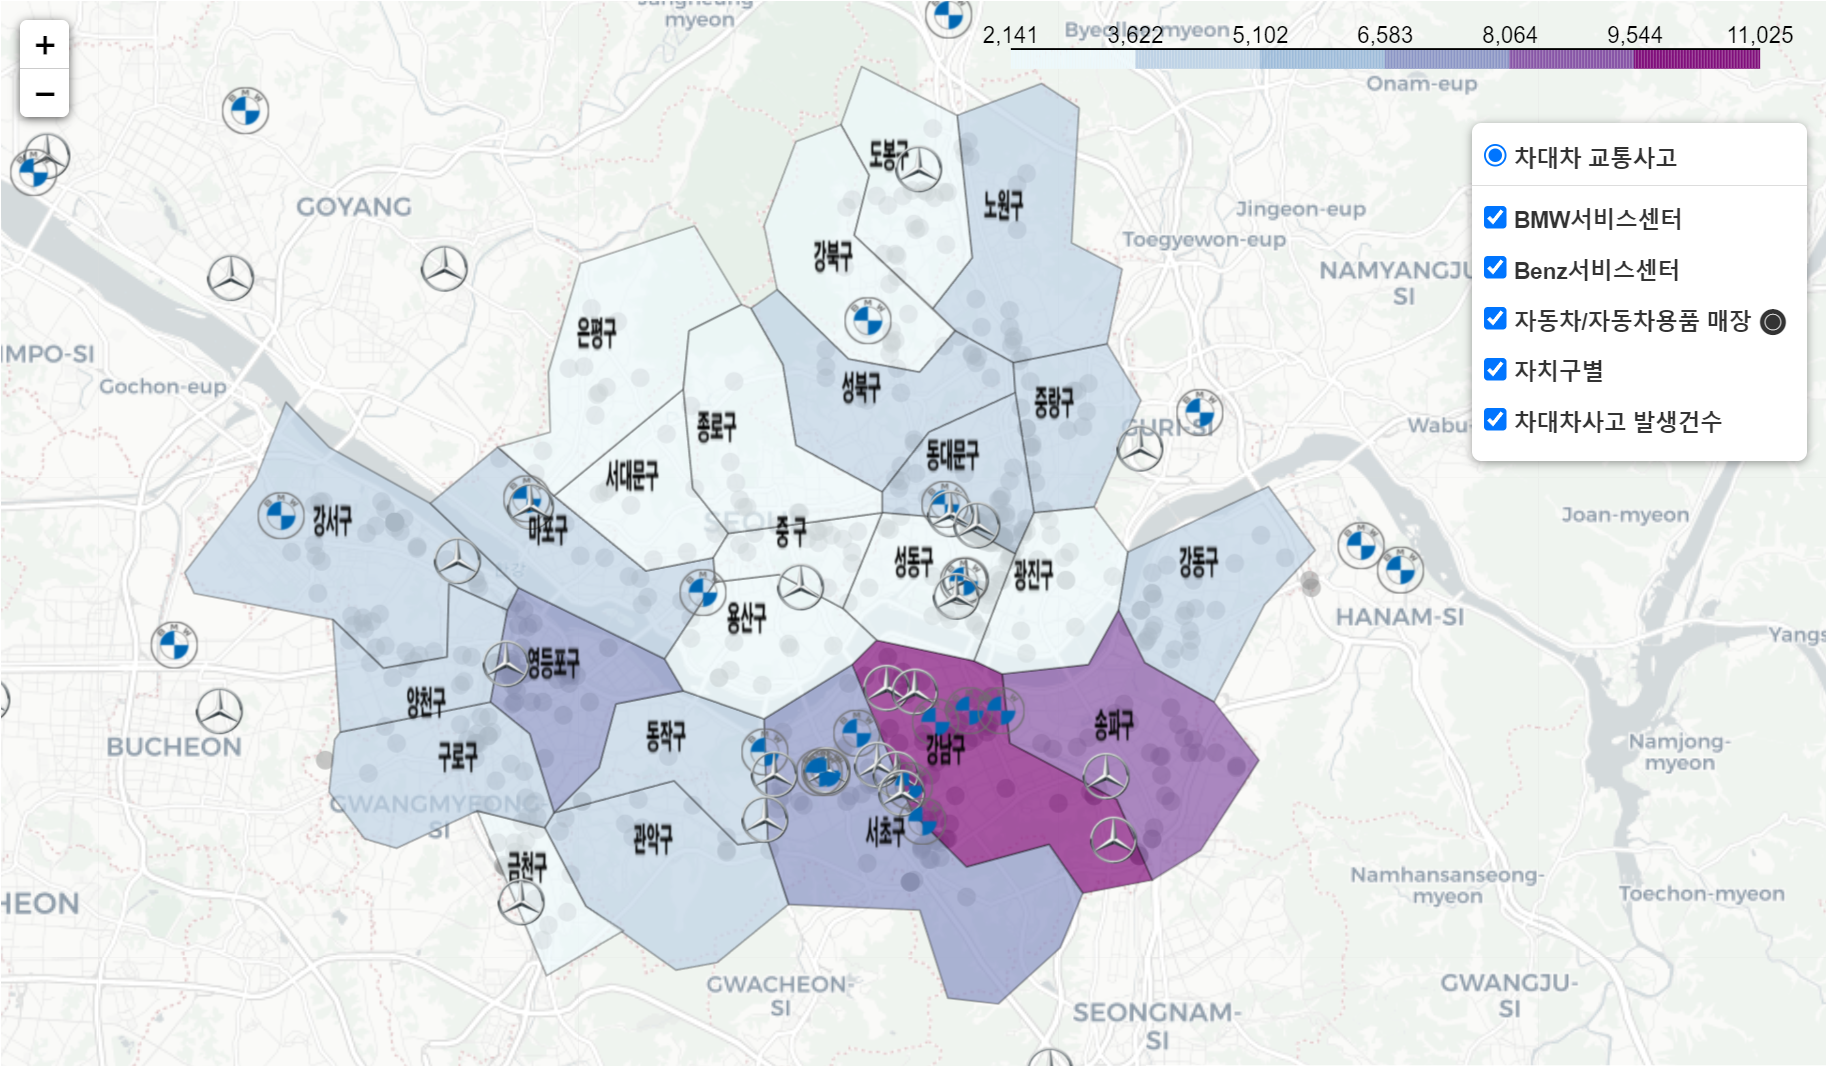 +
−
2,141
3,622
5,102
6,583
8,064
9,544
11,025
차대차 교통사고
BMW서비스센터
Benz서비스센터
자동차/자동차용품 매장
자치구별
차대차사고 발생건수
myeon
Onam-eup
Jingeon-eup
Toegyewon-eup
GOYANG
NAMYANGJU-
SI
IMPO-SI
Gochon-eup
GURI-SI
Wabu-
Joan-myeon
HANAM-SI
Yangs
SEOUL
BUCHEON
GWANGMYEONG-
SI
Namjong-
myeon
Namhansanseong-
myeon
Toechon-myeon
HEON
GWACHEON-
SI
SEONGNAM-
SI
GWANGJU-
SI
도봉구
노원구
강북구
은평구
성북구
중랑구
종로구
동대문구
서대문구
강서구
마포구
중구
성동구
광진구
강동구
용산구
영등포구
양천구
동작구
송파구
강남구
구로구
서초구
관악구
금천구